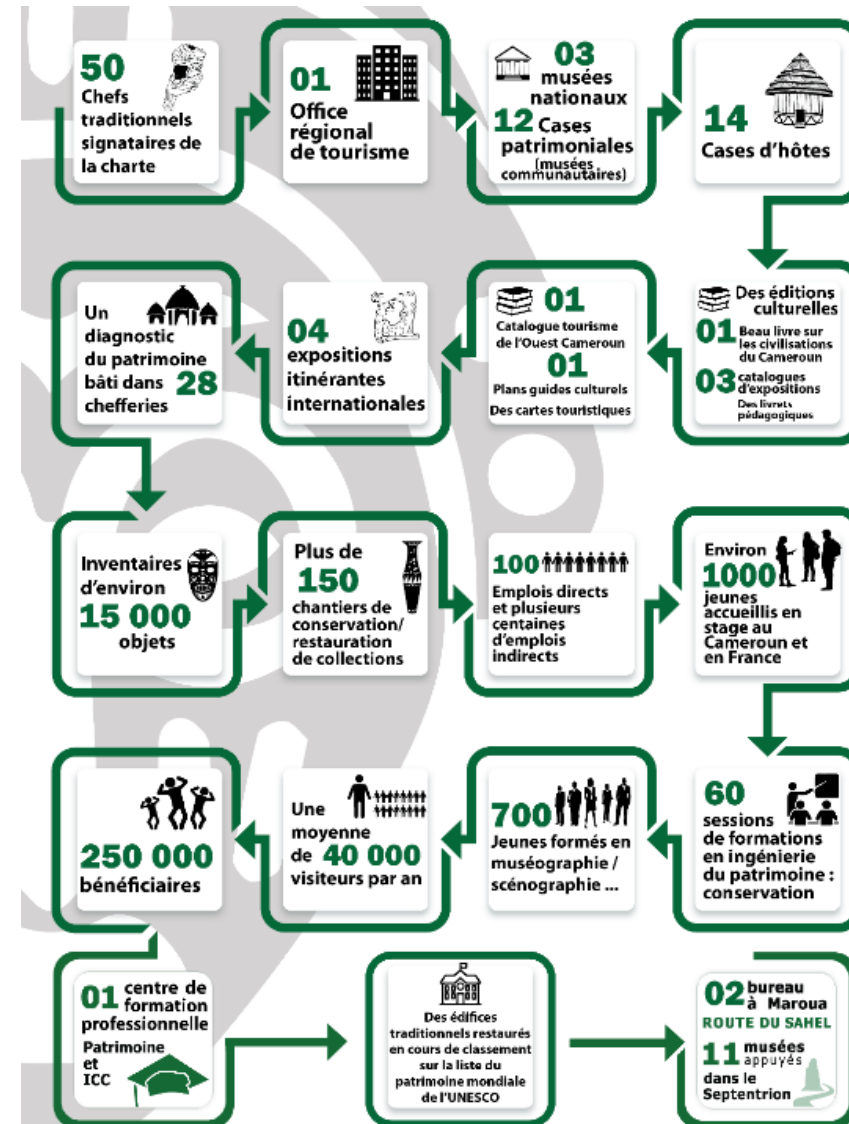 50
Chefs
traditionnels
signataires de
la charte
01
Office
régional
de tourisme
03
musées
nationaux
12 Cases
patrimoniales
(musées
communautaires)
14
Cases d'hôtes
Des éditions
culturelles
01 Beau livre sur
les civilisations
du Cameroun
03 catalogues
d'expositions
Des livrets
pédagogiques
01
Catalogue tourisme
de l'Ouest Cameroun
01
Plans guides culturels
Des cartes touristiques
04
expositions
itinérantes
internationales
Un
diagnostic
du patrimoine
bâti dans 28
chefferies
Inventaires
d'environ
15 000
objets
Plus de
150
chantiers de
conservation/
restauration
de collections
100
Emplois directs
et plusieurs
centaines
d'emplois
indirects
Environ
1000
jeunes
accueillis en
stage au
Cameroun et
en France
60
sessions
de formations
en ingénierie
du patrimoine :
conservation
700
Jeunes formés en
muséographie /
scénographie ...
Une
moyenne
de 40 000
visiteurs par an
250 000
bénéficiaires
01 centre de
formation
professionnelle
Patrimoine
et
ICC
Des édifices
traditionnels restaurés
en cours de classement
sur la liste du
patrimoine mondiale
de l'UNESCO
02 bureau
à Maroua
ROUTE DU SAHEL
11 musées
appuyés
dans le
Septentrion